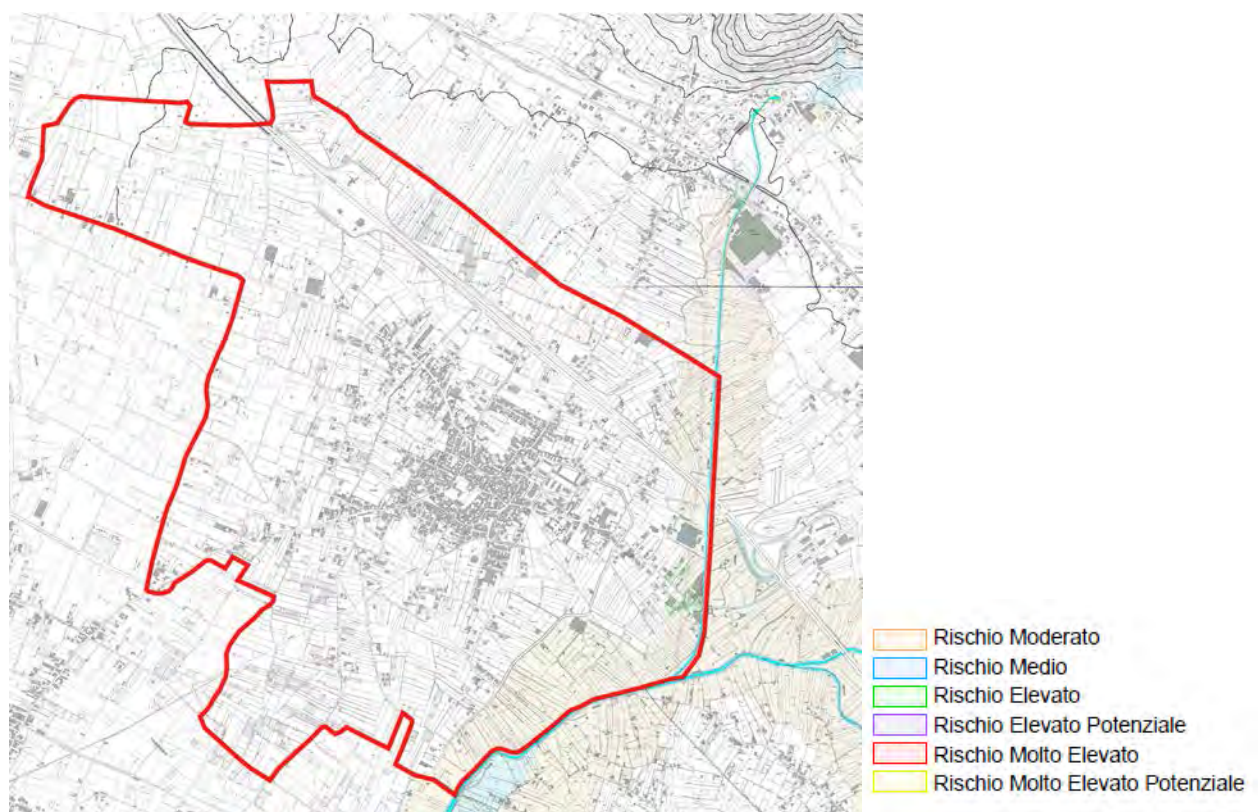 Rischio Moderato
Rischio Medio
Rischio Elevato
Rischio Elevato Potenziale
Rischio Molto Elevato
Rischio Molto Elevato Potenziale